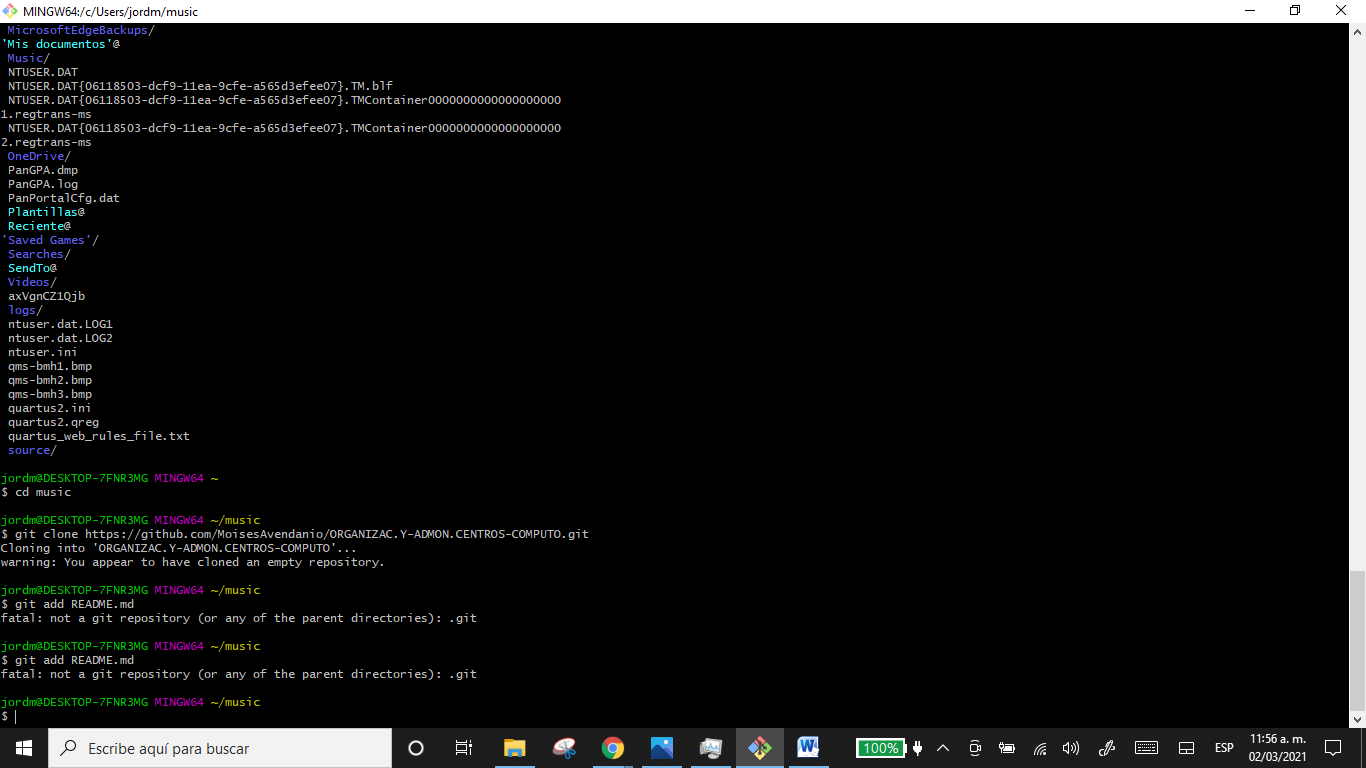 MINGW64:/c/Users/jordm/music
MicrosoftEdgeBackups/
'Mis documentos'@
Music/
NTUSER.DAT
NTUSER.DAT{06118503-dcf9-11ea-9cfe-a565d3efee07}.TM.blf
NTUSER.DAT{06118503-dcf9-11ea-9cfe-a565d3efee07}.TMContainer0000000000000000000
1.regtrans-ms
NTUSER.DAT{06118503-dcf9-11ea-9cfe-a565d3efee07}.TMContainer0000000000000000000
2.regtrans-ms
OneDrive/
PanGPA.dmp
PanGPA.log
PanPortalCfg.dat
Plantillas@
Reciente@
'Saved Games'/
Searches/
SendTo@
Videos/
axVgnCZ1Qjb
logs/
ntuser.dat.LOG1
ntuser.dat.LOG2
ntuser.ini
qms-bmh1.bmp
qms-bmh2.bmp
qms-bmh3.bmp
quartus2.ini
quartus2.qreg
quartus_web_rules_file.txt
source/
jordm@DESKTOP-7FNR3MG MINGW64 ~
$ cd music
jordm@DESKTOP-7FNR3MG MINGW64 ~/music
$ git clone https://github.com/MoisesAvendanio/ORGANIZAC.Y-ADMON.CENTROS-COMPUTO.git
Cloning into 'ORGANIZAC.Y-ADMON.CENTROS-COMPUTO'...
warning: You appear to have cloned an empty repository.
jordm@DESKTOP-7FNR3MG MINGW64 ~/music
$ git add README.md
fatal: not a git repository (or any of the parent directories): .git
jordm@DESKTOP-7FNR3MG MINGW64 ~/music
$ git add README.md
fatal: not a git repository (or any of the parent directories): .git
jordm@DESKTOP-7FNR3MG MINGW64 ~/music
$
Escribe aquí para buscar
100%
ESP
11:56 a. m.
02/03/2021